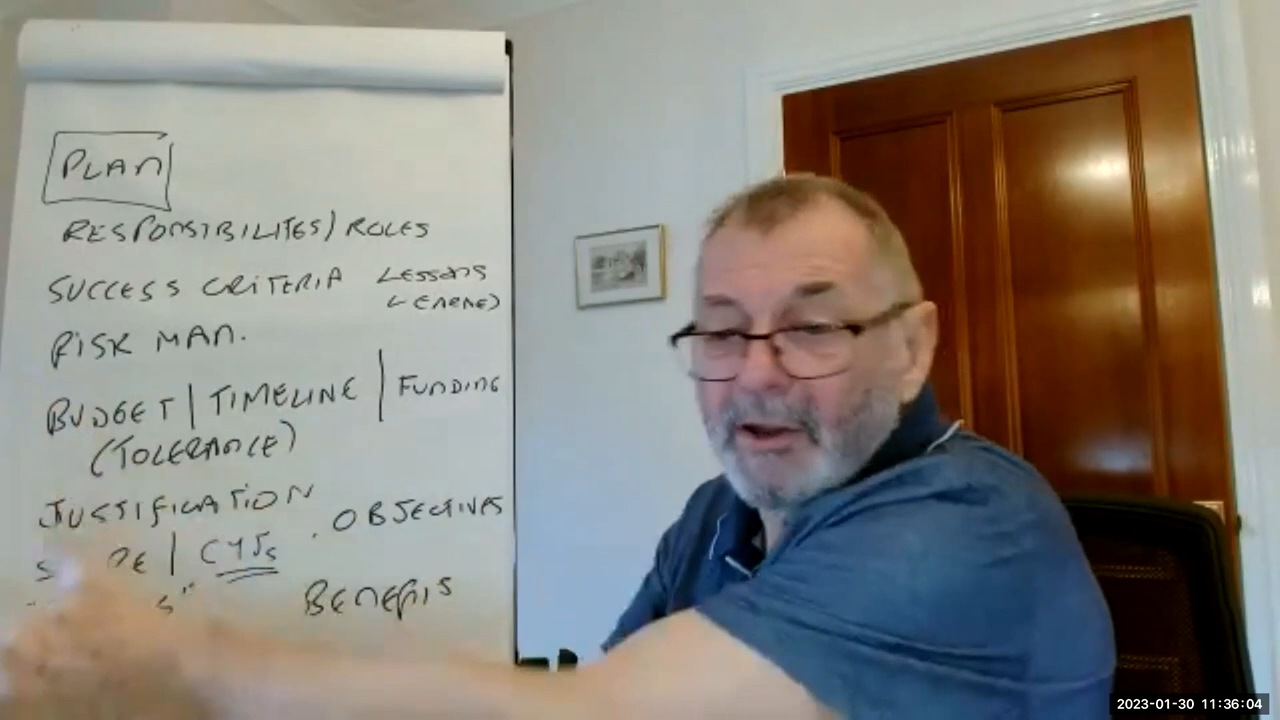 PLAN
RESPONSIBILITES) ROLES
SUCCESS CRITERIA LESSONS
LEARNED
RISK MAN.
BUDGET | TIMELINE | FUNDING
(TOLERANCE)
JUSTIFICATION . OBJECTIVES
BENEFITS
2023-01-30 11:36:04